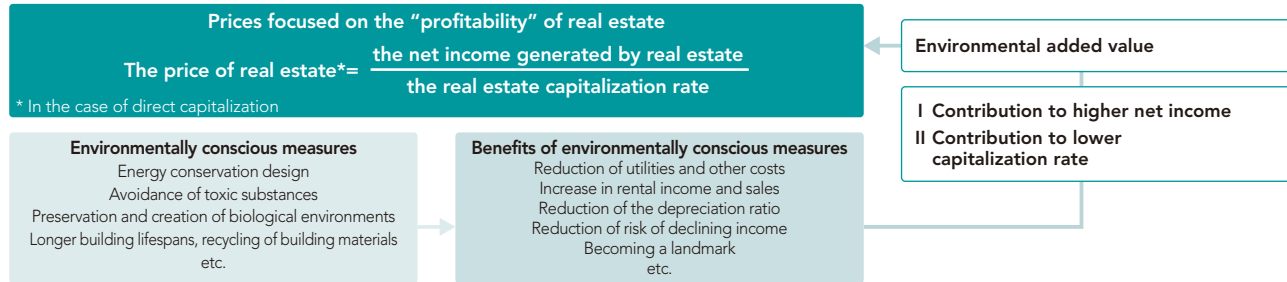 Prices focused on the “profitability” of real estate
The price of real estate*=
the net income generated by real estate
the real estate capitalization rate
* In the case of direct capitalization
Environmental added value
I Contribution to higher net income
II Contribution to lower
capitalization rate
Environmentally conscious measures
Energy conservation design
Avoidance of toxic substances
Preservation and creation of biological environments
Longer building lifespans, recycling of building materials
etc.
Benefits of environmentally conscious measures
Reduction of utilities and other costs
Increase in rental income and sales
Reduction of the depreciation ratio
Reduction of risk of declining income
Becoming a landmark
etc.